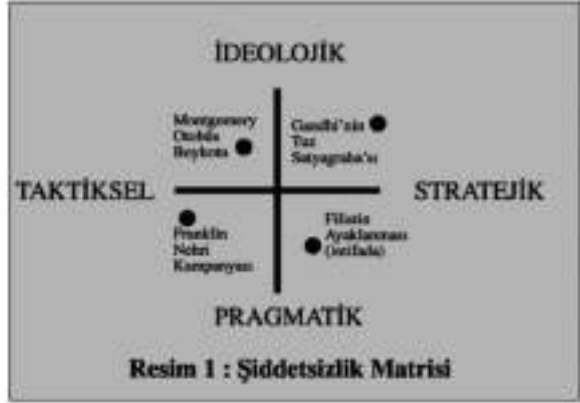 İDEOLOJİK
Montgomery
Otobüs
Boykotu
Gandhi'nin
Tuz
Satyagraha'sı
TAKTİKSEL
STRATEJİK
Franklin
Nehri
Kampanyası
Filistin
Ayaklanması
(intifada)
PRAGMATİK
Resim 1 : Şiddetsizlik Matrisi